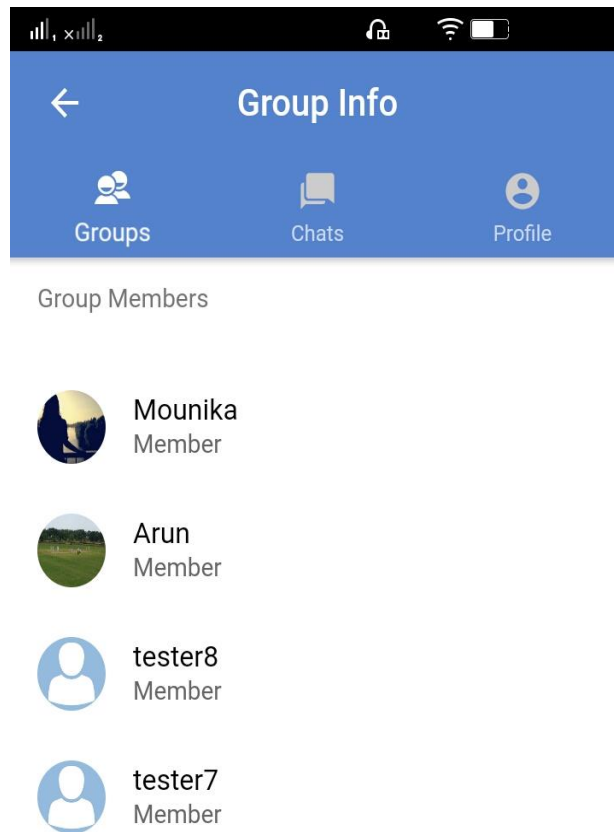 Group Info
Groups Chats Profile
Group Members
Mounika
Member
Arun
Member
tester8
Member
tester7
Member